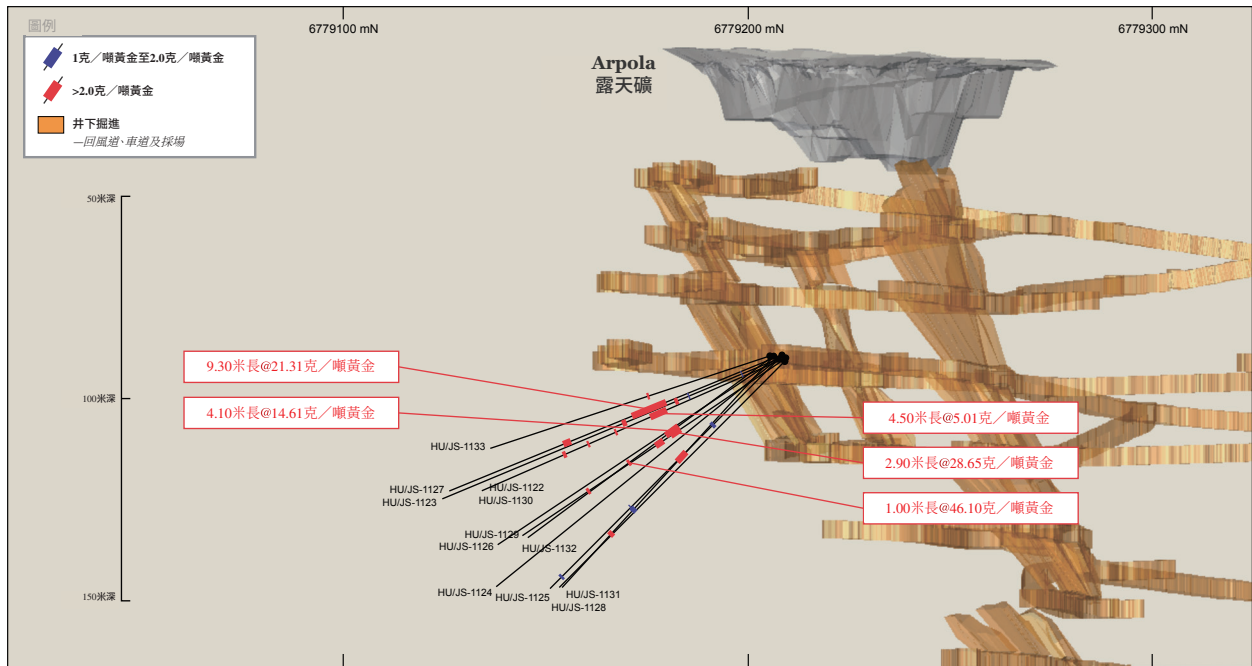 圖例
1克／噸黃金至2.0克／噸黃金
>2.0克／噸黃金
井下掘進
—回風道、車道及採場
6779100 mN
6779200 mN
6779300 mN
Arpola
露天礦
50米深
100米深
150米深
9.30米長@21.31克／噸黃金
4.10米長@14.61克／噸黃金
4.50米長@5.01克／噸黃金
2.90米長@28.65克／噸黃金
1.00米長@46.10克／噸黃金
HU/JS-1133
HU/JS-1127
HU/JS-1123
HU/JS-1122
HU/JS-1130
HU/JS-1129
HU/JS-1126
HU/JS-1132
HU/JS-1124
HU/JS-1125
HU/JS-1131
HU/JS-1128